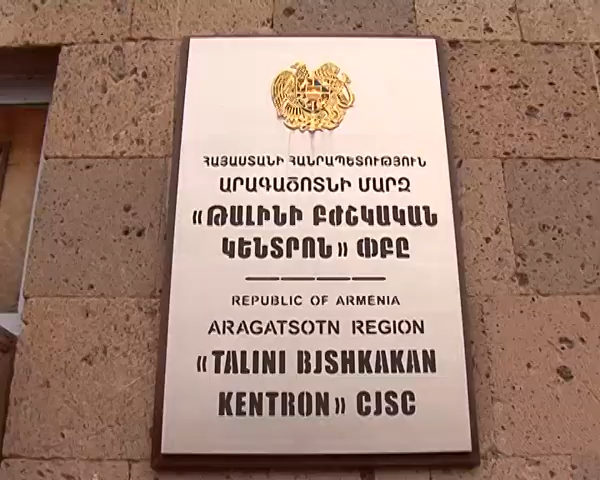 ՀԱՅԱՍՏԱՆԻ ՀԱՆՐԱՊԵՏՈՒԹՅՈՒՆ
ԱՐԱԳԱԾՈՏՆԻ ՄԱՐԶ
«ԹԱԼԻՆԻ ԲԺՇԿԱԿԱՆ
ԿԵՆՏՐՈՆ» ՓԲԸ
REPUBLIC OF ARMENIA
ARAGATSOTN REGION
«TALINI BJSHKAKAN
KENTRON» CJSC